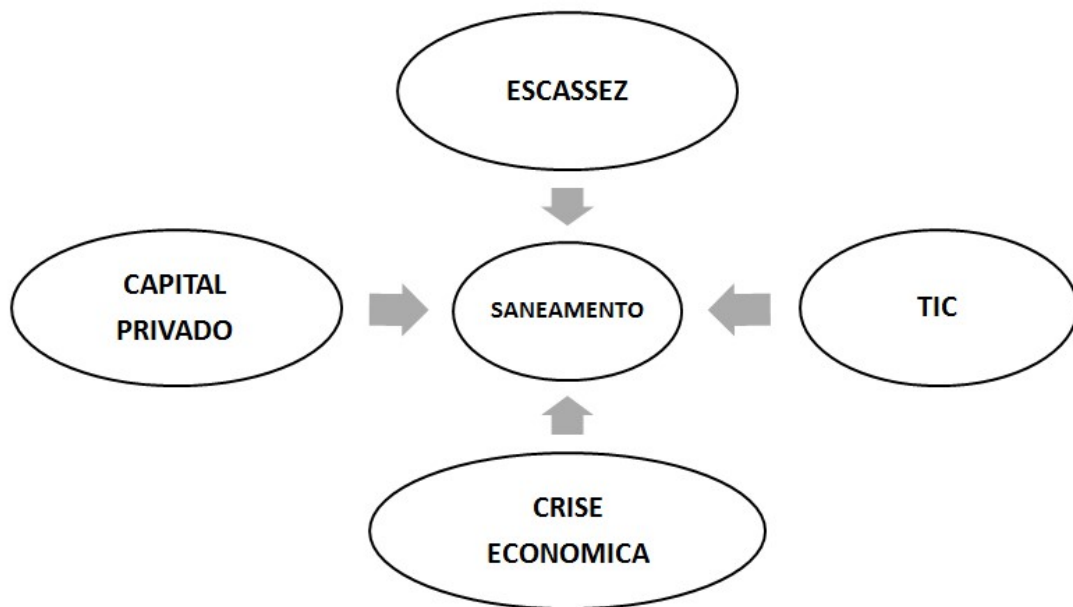 ESCASSEZ
CAPITAL
PRIVADO
SANEAMENTO
TIC
CRISE
ECONOMICA